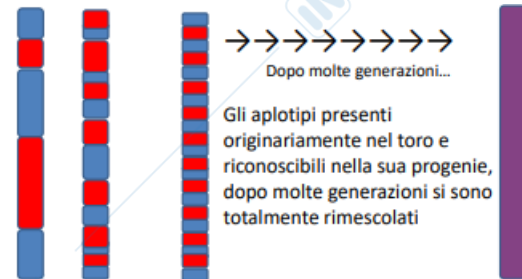 Dopo molte generazioni…
Gli aplotipi presenti
originariamente nel toro e
riconoscibili nella sua progenie,
dopo molte generazioni si sono
totalmente rimescolati